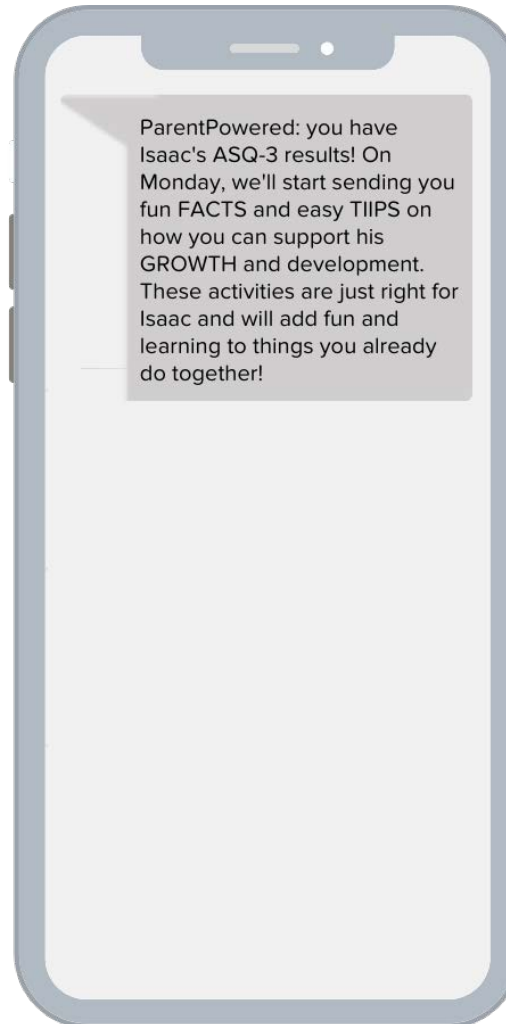 ParentPowered: you have
Isaac's ASQ-3 results! On
Monday, we'll start sending you
fun FACTS and easy TIIPS on
how you can support his
GROWTH and development.
These activities are just right for
Isaac and will add fun and
learning to things you already
do together!